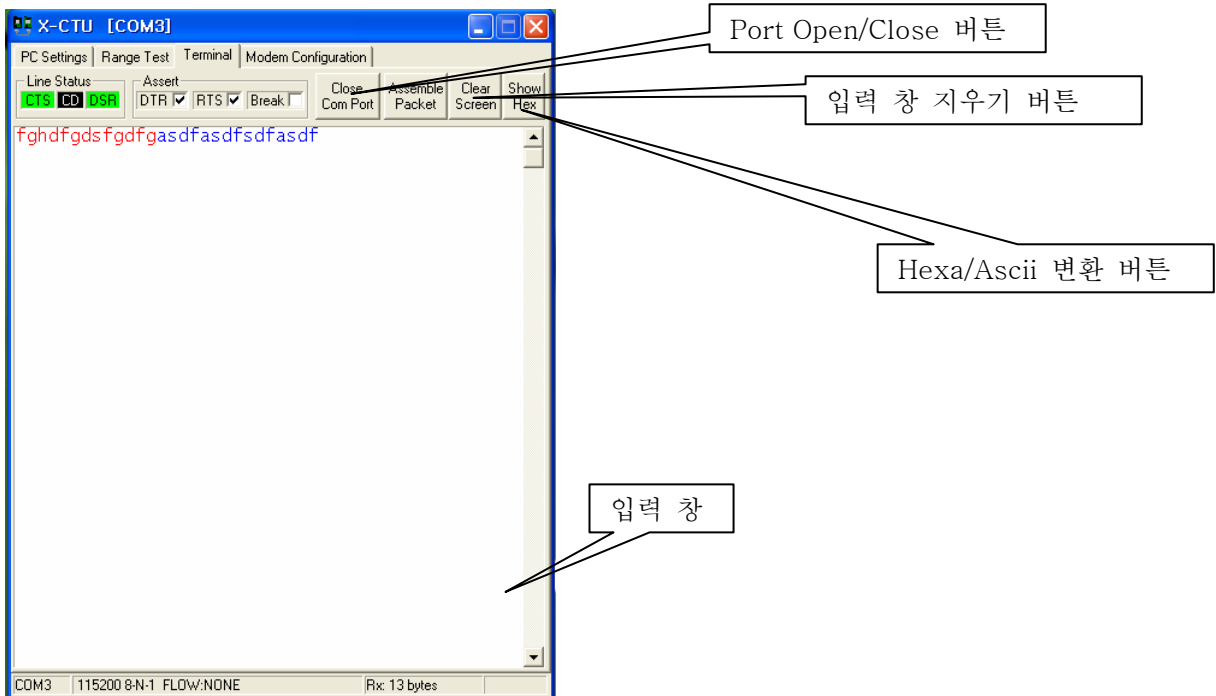 X-CTU [COM3]
Port Open/Close 버튼
PC Settings Range Test Terminal Modem Configuration
Line Status
CTS CD DSR
Assert
DTR RTS Break
Close
Com Port
Assemble
Packet
Clear
Screen
Show
Hex
입력 창 지우기 버튼
fghdfgdsfgdfgasdfasdfsdfasdf
Hexa/Ascii 변환 버튼
입력 창
COM3 115200 8-N-1 FLOW:NONE Rx: 13 bytes